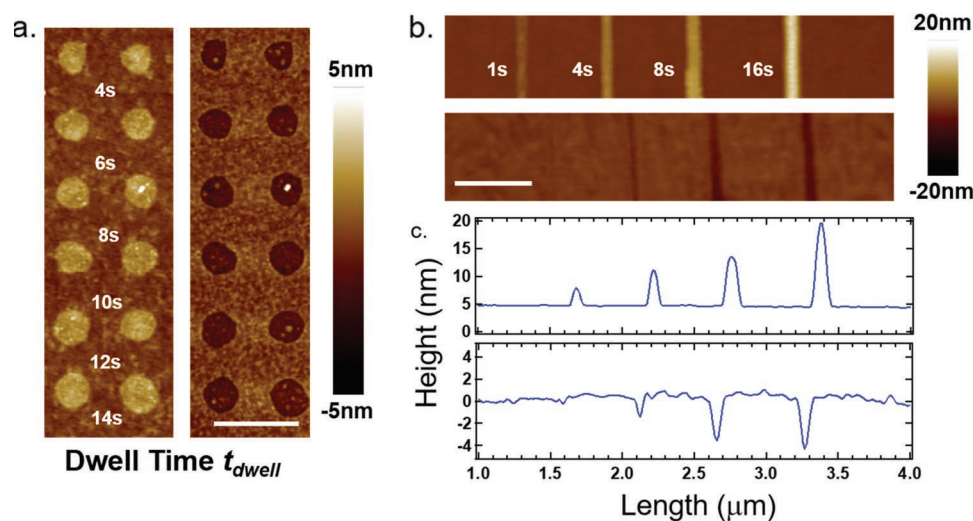 a.
5nm
4s
6s
8s
10s
12s
14s
-5nm
Dwell Time t_dwell
b.
20nm
1s 4s 8s 16s
-20nm
c.
20
15
10
5
0
4
2
0
-2
-4
Height (nm)
1.0 1.5 2.0 2.5 3.0 3.5 4.0
Length (μm)